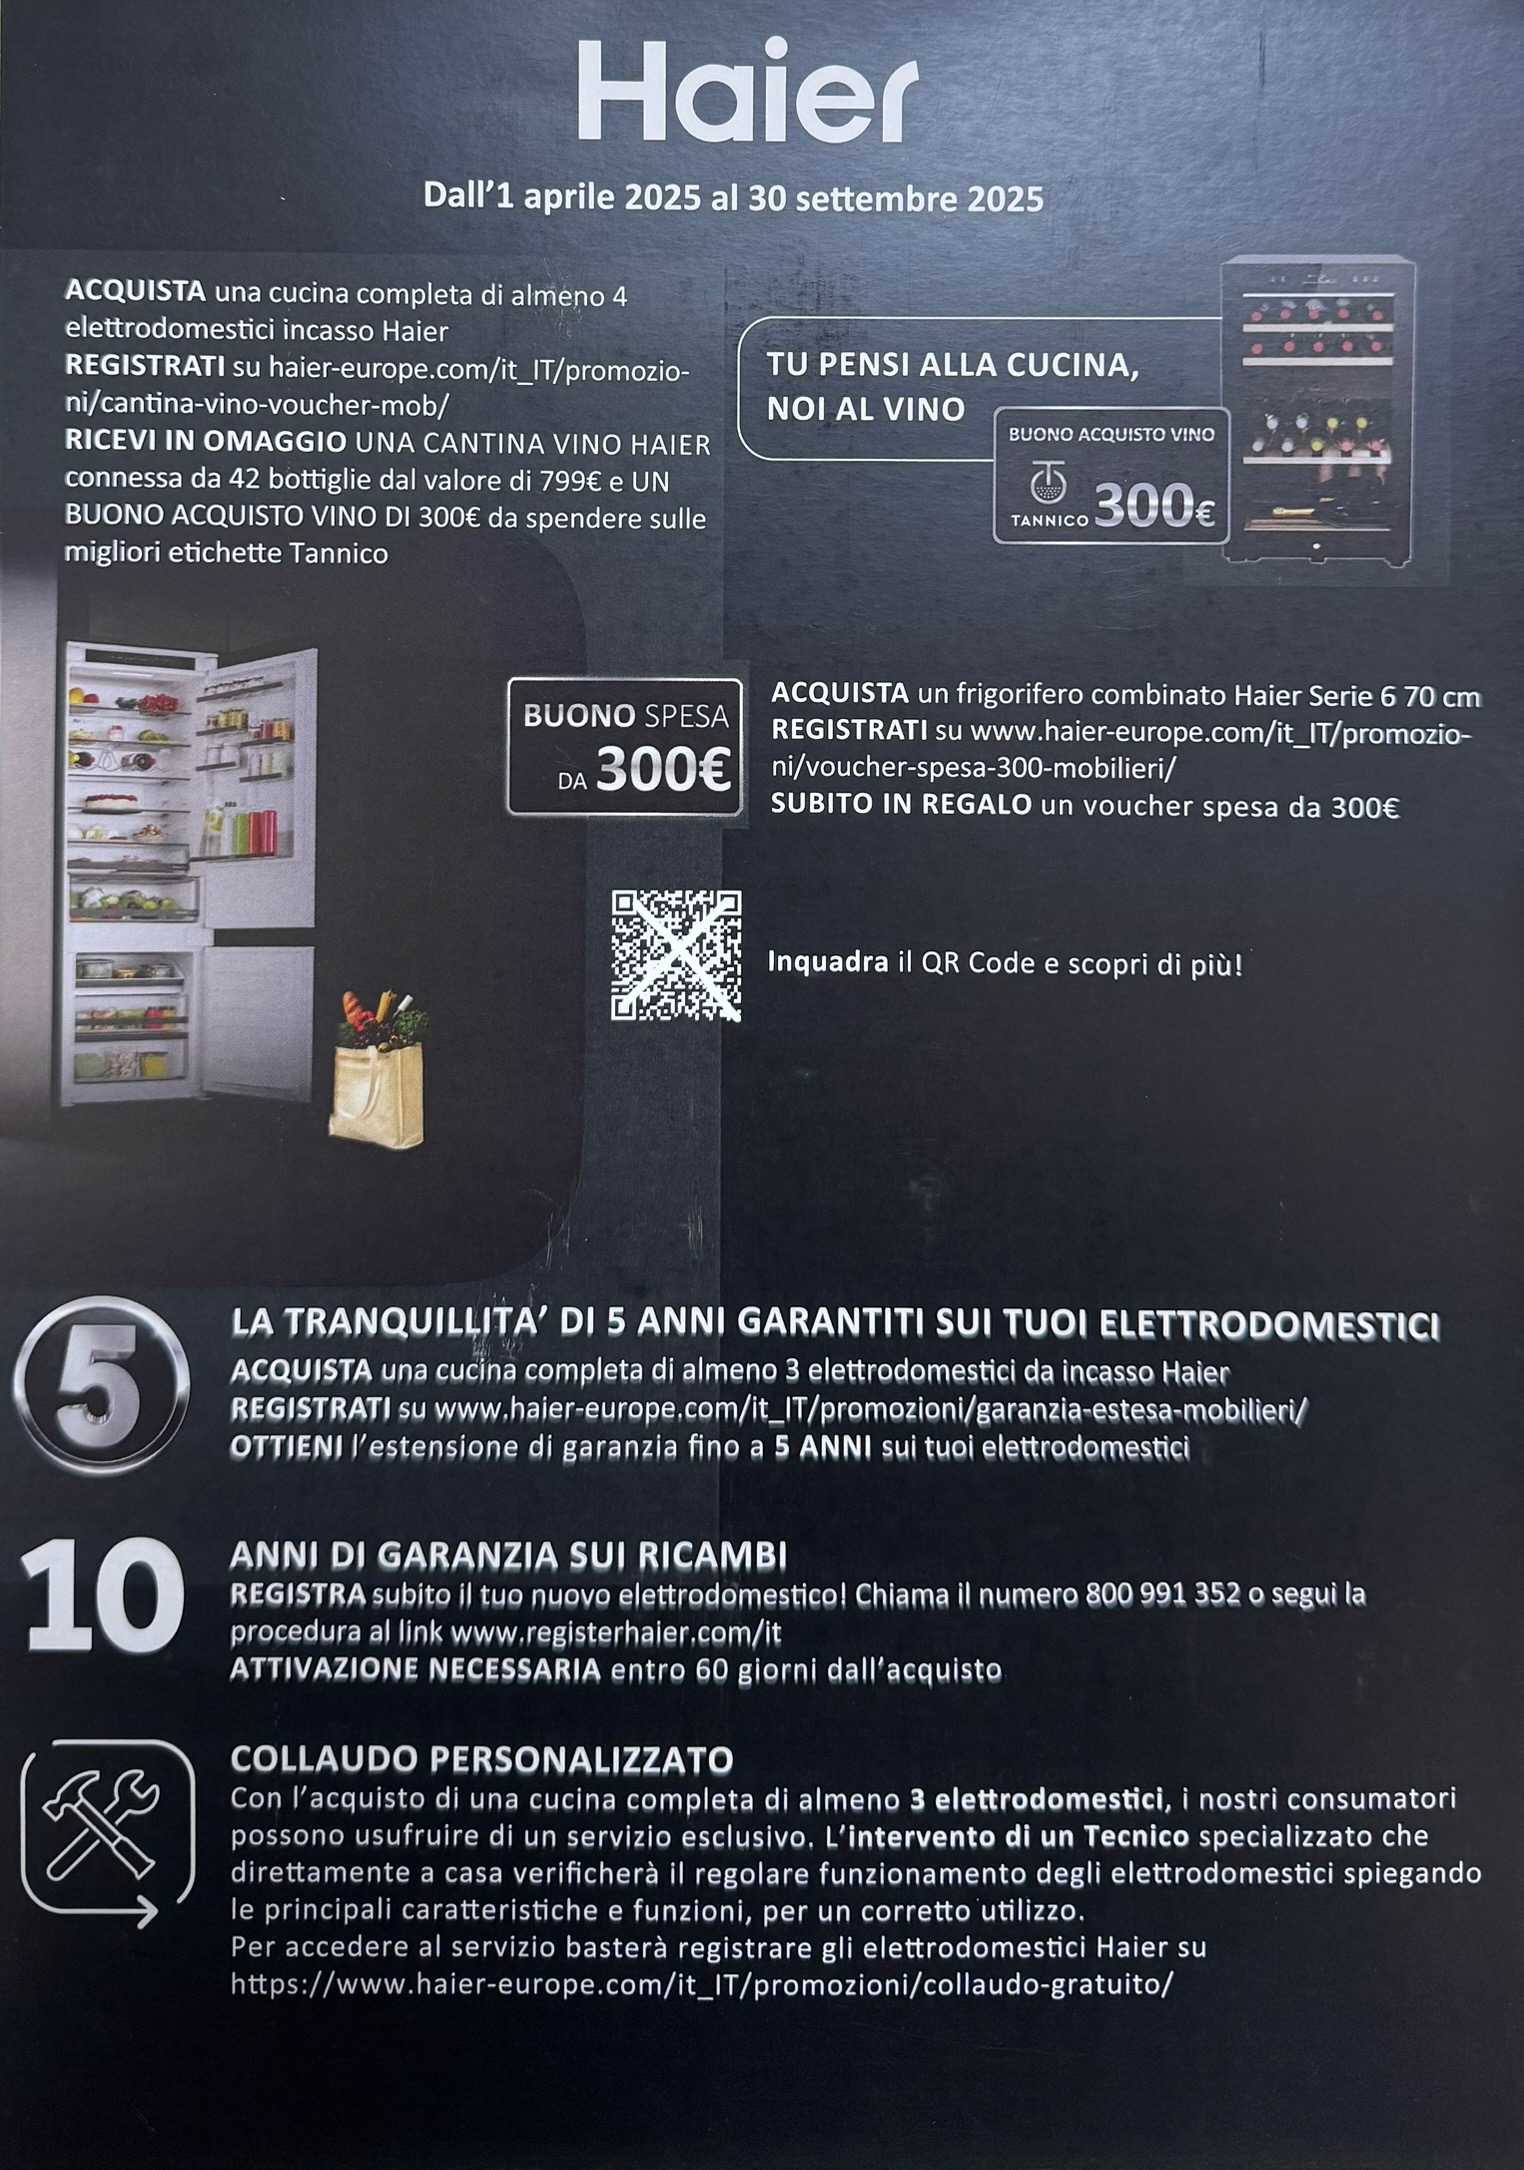 Haier
Dall'1 aprile 2025 al 30 settembre 2025
ACQUISTA una cucina completa di almeno 4
elettrodomestici incasso Haier
REGISTRATI su haier-europe.com/it_IT/promozio-
ni/cantina-vino-voucher-mob/
RICEVI IN OMAGGIO UNA CANTINA VINO HAIER
connessa da 42 bottiglie dal valore di 799€ e UN
BUONO ACQUISTO VINO DI 300€ da spendere sulle
migliori etichette Tannico
TU PENSI ALLA CUCINA,
NOI AL VINO
BUONO ACQUISTO VINO
TANNICO 300€
BUONO SPESA
DA 300€
ACQUISTA un frigorifero combinato Haier Serie 6 70 cm
REGISTRATI su www.haier-europe.com/it_IT/promozio-
ni/voucher-spesa-300-mobilieri/
SUBITO IN REGALO un voucher spesa da 300€
Inquadra il QR Code e scopri di più!
5
LA TRANQUILLITA' DI 5 ANNI GARANTITI SUI TUOI ELETTRODOMESTICI
ACQUISTA una cucina completa di almeno 3 elettrodomestici da incasso Haier
REGISTRATI su www.haier-europe.com/it_IT/promozioni/garanzia-estesa-mobilieri/
OTTIENI l'estensione di garanzia fino a 5 ANNI sui tuoi elettrodomestici
10
ANNI DI GARANZIA SUI RICAMBI
REGISTRA subito il tuo nuovo elettrodomestico! Chiama il numero 800 991 352 o segui la
procedura al link www.registerhaier.com/it
ATTIVAZIONE NECESSARIA entro 60 giorni dall'acquisto
COLLAUDO PERSONALIZZATO
Con l'acquisto di una cucina completa di almeno 3 elettrodomestici, i nostri consumatori
possono usufruire di un servizio esclusivo. L'intervento di un Tecnico specializzato che
direttamente a casa verificherà il regolare funzionamento degli elettrodomestici spiegando
le principali caratteristiche e funzioni, per un corretto utilizzo.
Per accedere al servizio basterà registrare gli elettrodomestici Haier su
https://www.haier-europe.com/it_IT/promozioni/collaudo-gratuito/